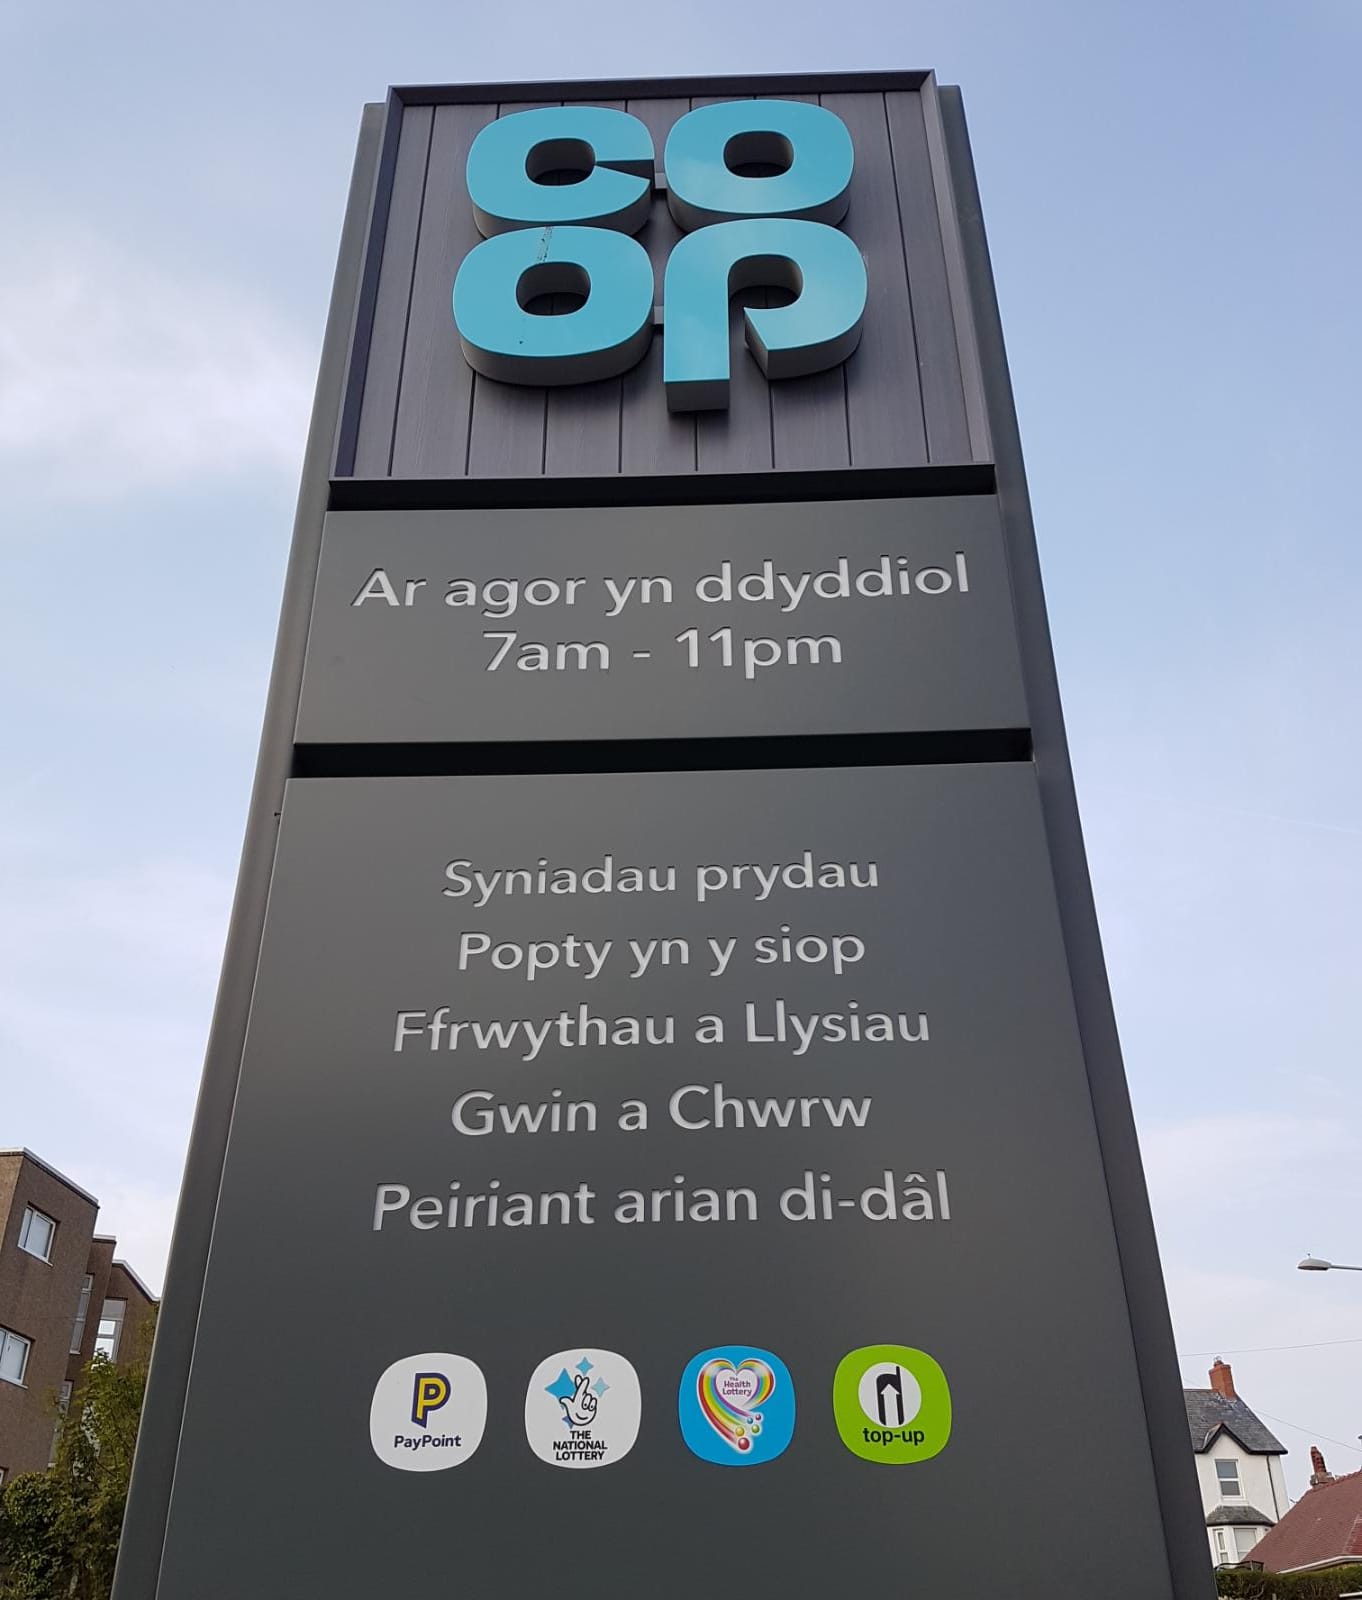 co
op
Ar agor yn ddyddiol
7am - 11pm
Syniadau prydau
Popty yn y siop
Ffrwythau a Llysiau
Gwin a Chwrw
Peiriant arian di-dâl
PayPoint
THE
NATIONAL
LOTTERY
The
Health
Lottery
top-up